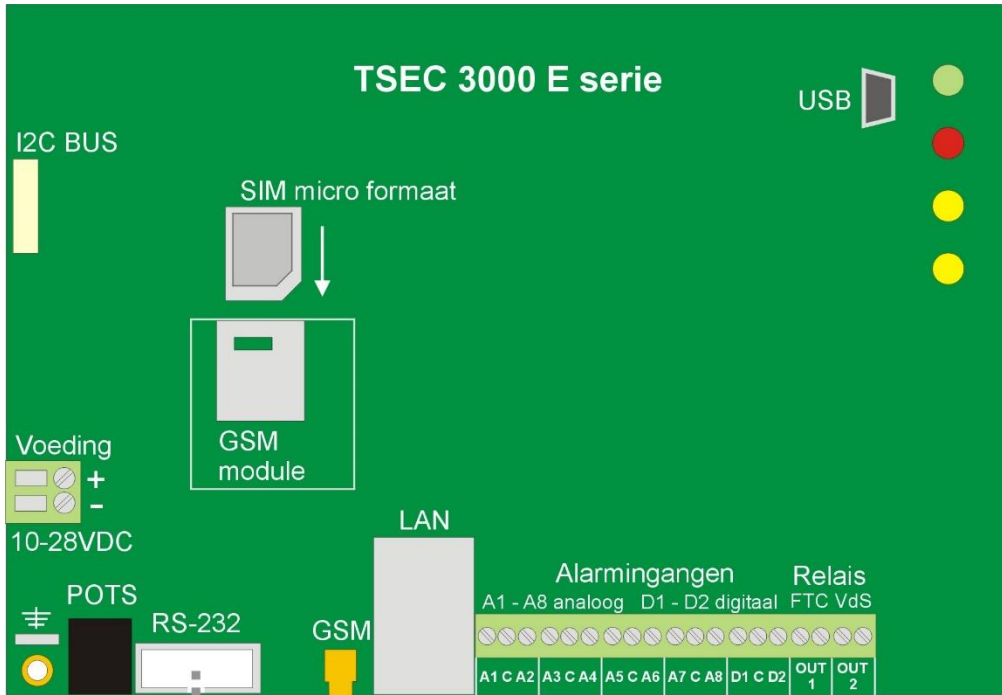 TSEC 3000 E serie
USB
I2C BUS
SIM micro formaat
GSM
module
Voeding
+
-
10-28VDC
LAN
POTS
RS-232
GSM
Alarmingangen
Relais
A1 - A8 analoog
D1 - D2 digitaal
FTC VdS
A1 C A2
A3 C A4
A5 C A6
A7 C A8
D1 C D2
OUT
1
OUT
2